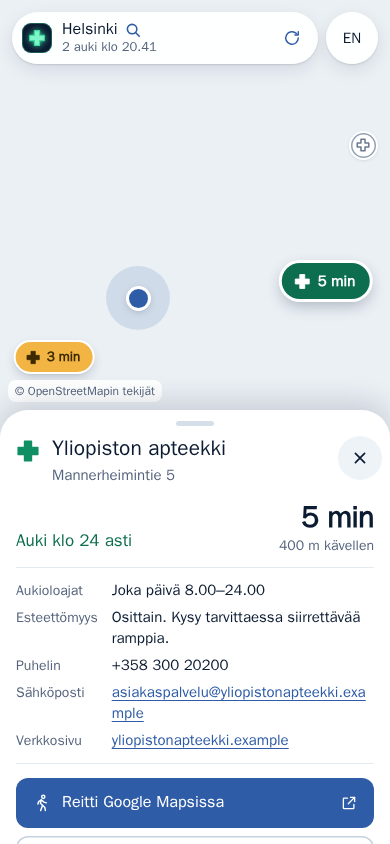 Helsinki
2 auki klo 20.41
EN
5 min
3 min
© OpenStreetMapin tekijät
Yliopiston apteekki
Mannerheimintie 5
5 min
Auki klo 24 asti
400 m kävellen
Aukioloajat Joka päivä 8.00–24.00
Esteettömyys Osittain. Kysy tarvittaessa siirrettävää
ramppia.
Puhelin +358 300 20200
Sähköposti asiakaspalvelu@yliopistonapteekki.exa
mple
Verkkosivu yliopistonapteekki.example
Reitti Google Mapsissa